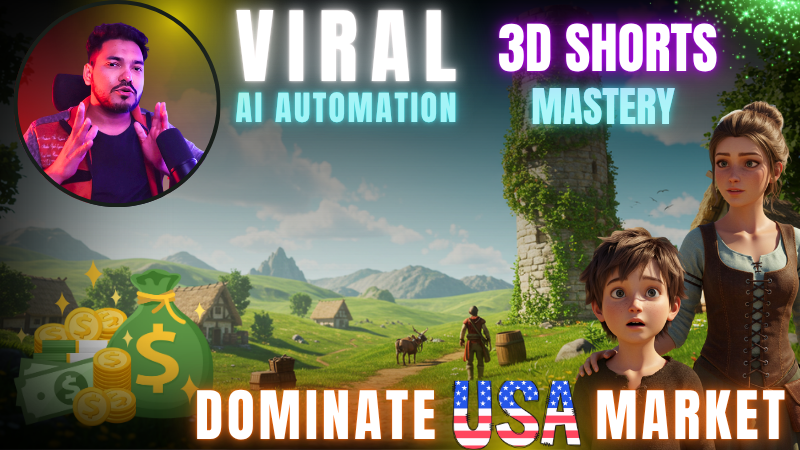 VIRAL
AI AUTOMATION
3D SHORTS
MASTERY
DOMINATE USA MARKET